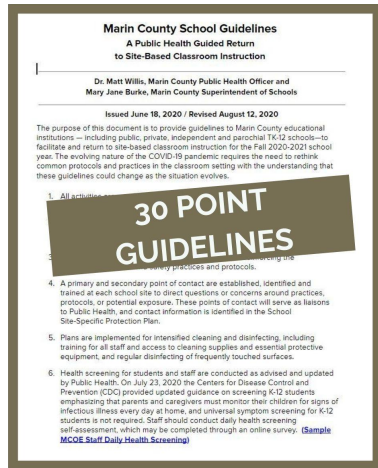 Marin County School Guidelines
A Public Health Guided Return
to Site-Based Classroom Instruction
Dr. Matt Willis, Marin County Public Health Officer and
Mary Jane Burke, Marin County Superintendent of Schools
Issued June 18, 2020 / Revised August 12, 2020
The purpose of this document is to provide guidelines to Marin County educational
institutions — including public, private, independent and parochial TK-12 schools—to
facilitate and return to site-based classroom instruction for the Fall 2020-2021 school
year. The evolving nature of the COVID-19 pandemic requires the need to rethink
common protocols and practices in the classroom setting with the understanding that
these guidelines could change as the situation evolves.
1. All activities
30 POINT
GUIDELINES
3.
the
safety practices and protocols.
4. A primary and secondary point of contact are established, identified and
trained at each school site to direct questions or concerns around practices,
protocols, or potential exposure. These points of contact will serve as liaisons
to Public Health, and contact information is identified in the School
Site-Specific Protection Plan.
5. Plans are implemented for intensified cleaning and disinfecting, including
training for all staff and access to cleaning supplies and essential protective
equipment, and regular disinfecting of frequently touched surfaces.
6. Health screening for students and staff are conducted as advised and updated
by Public Health. On July 23, 2020 the Centers for Disease Control and
Prevention (CDC) provided updated guidance on screening K-12 students
emphasizing that parents and caregivers must monitor their children for signs of
infectious illness every day at home, and universal symptom screening for K-12
students is not required. Staff should conduct daily health screening
self-assessment, which may be completed through an online survey. (Sample
MCOE Staff Daily Health Screening)